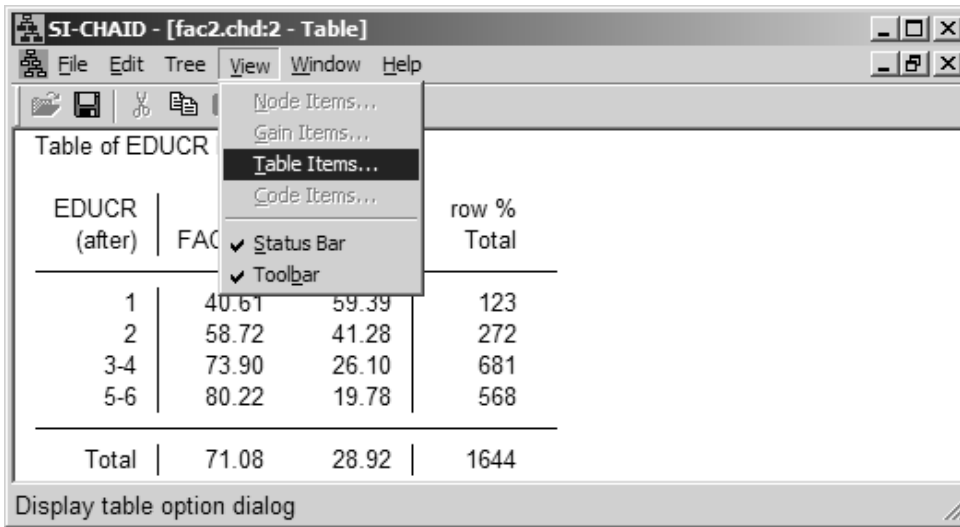 SI-CHAID - [fac2.chd:2 - Table]
File Edit Tree View Window Help
Node Items...
Gain Items...
Table Items...
Code Items...
Status Bar
Toolbar
Table of EDUCR
EDUCR row %
(after) FAC Total
1 40.61 59.39 123
2 58.72 41.28 272
3-4 73.90 26.10 681
5-6 80.22 19.78 568
Total 71.08 28.92 1644
Display table option dialog